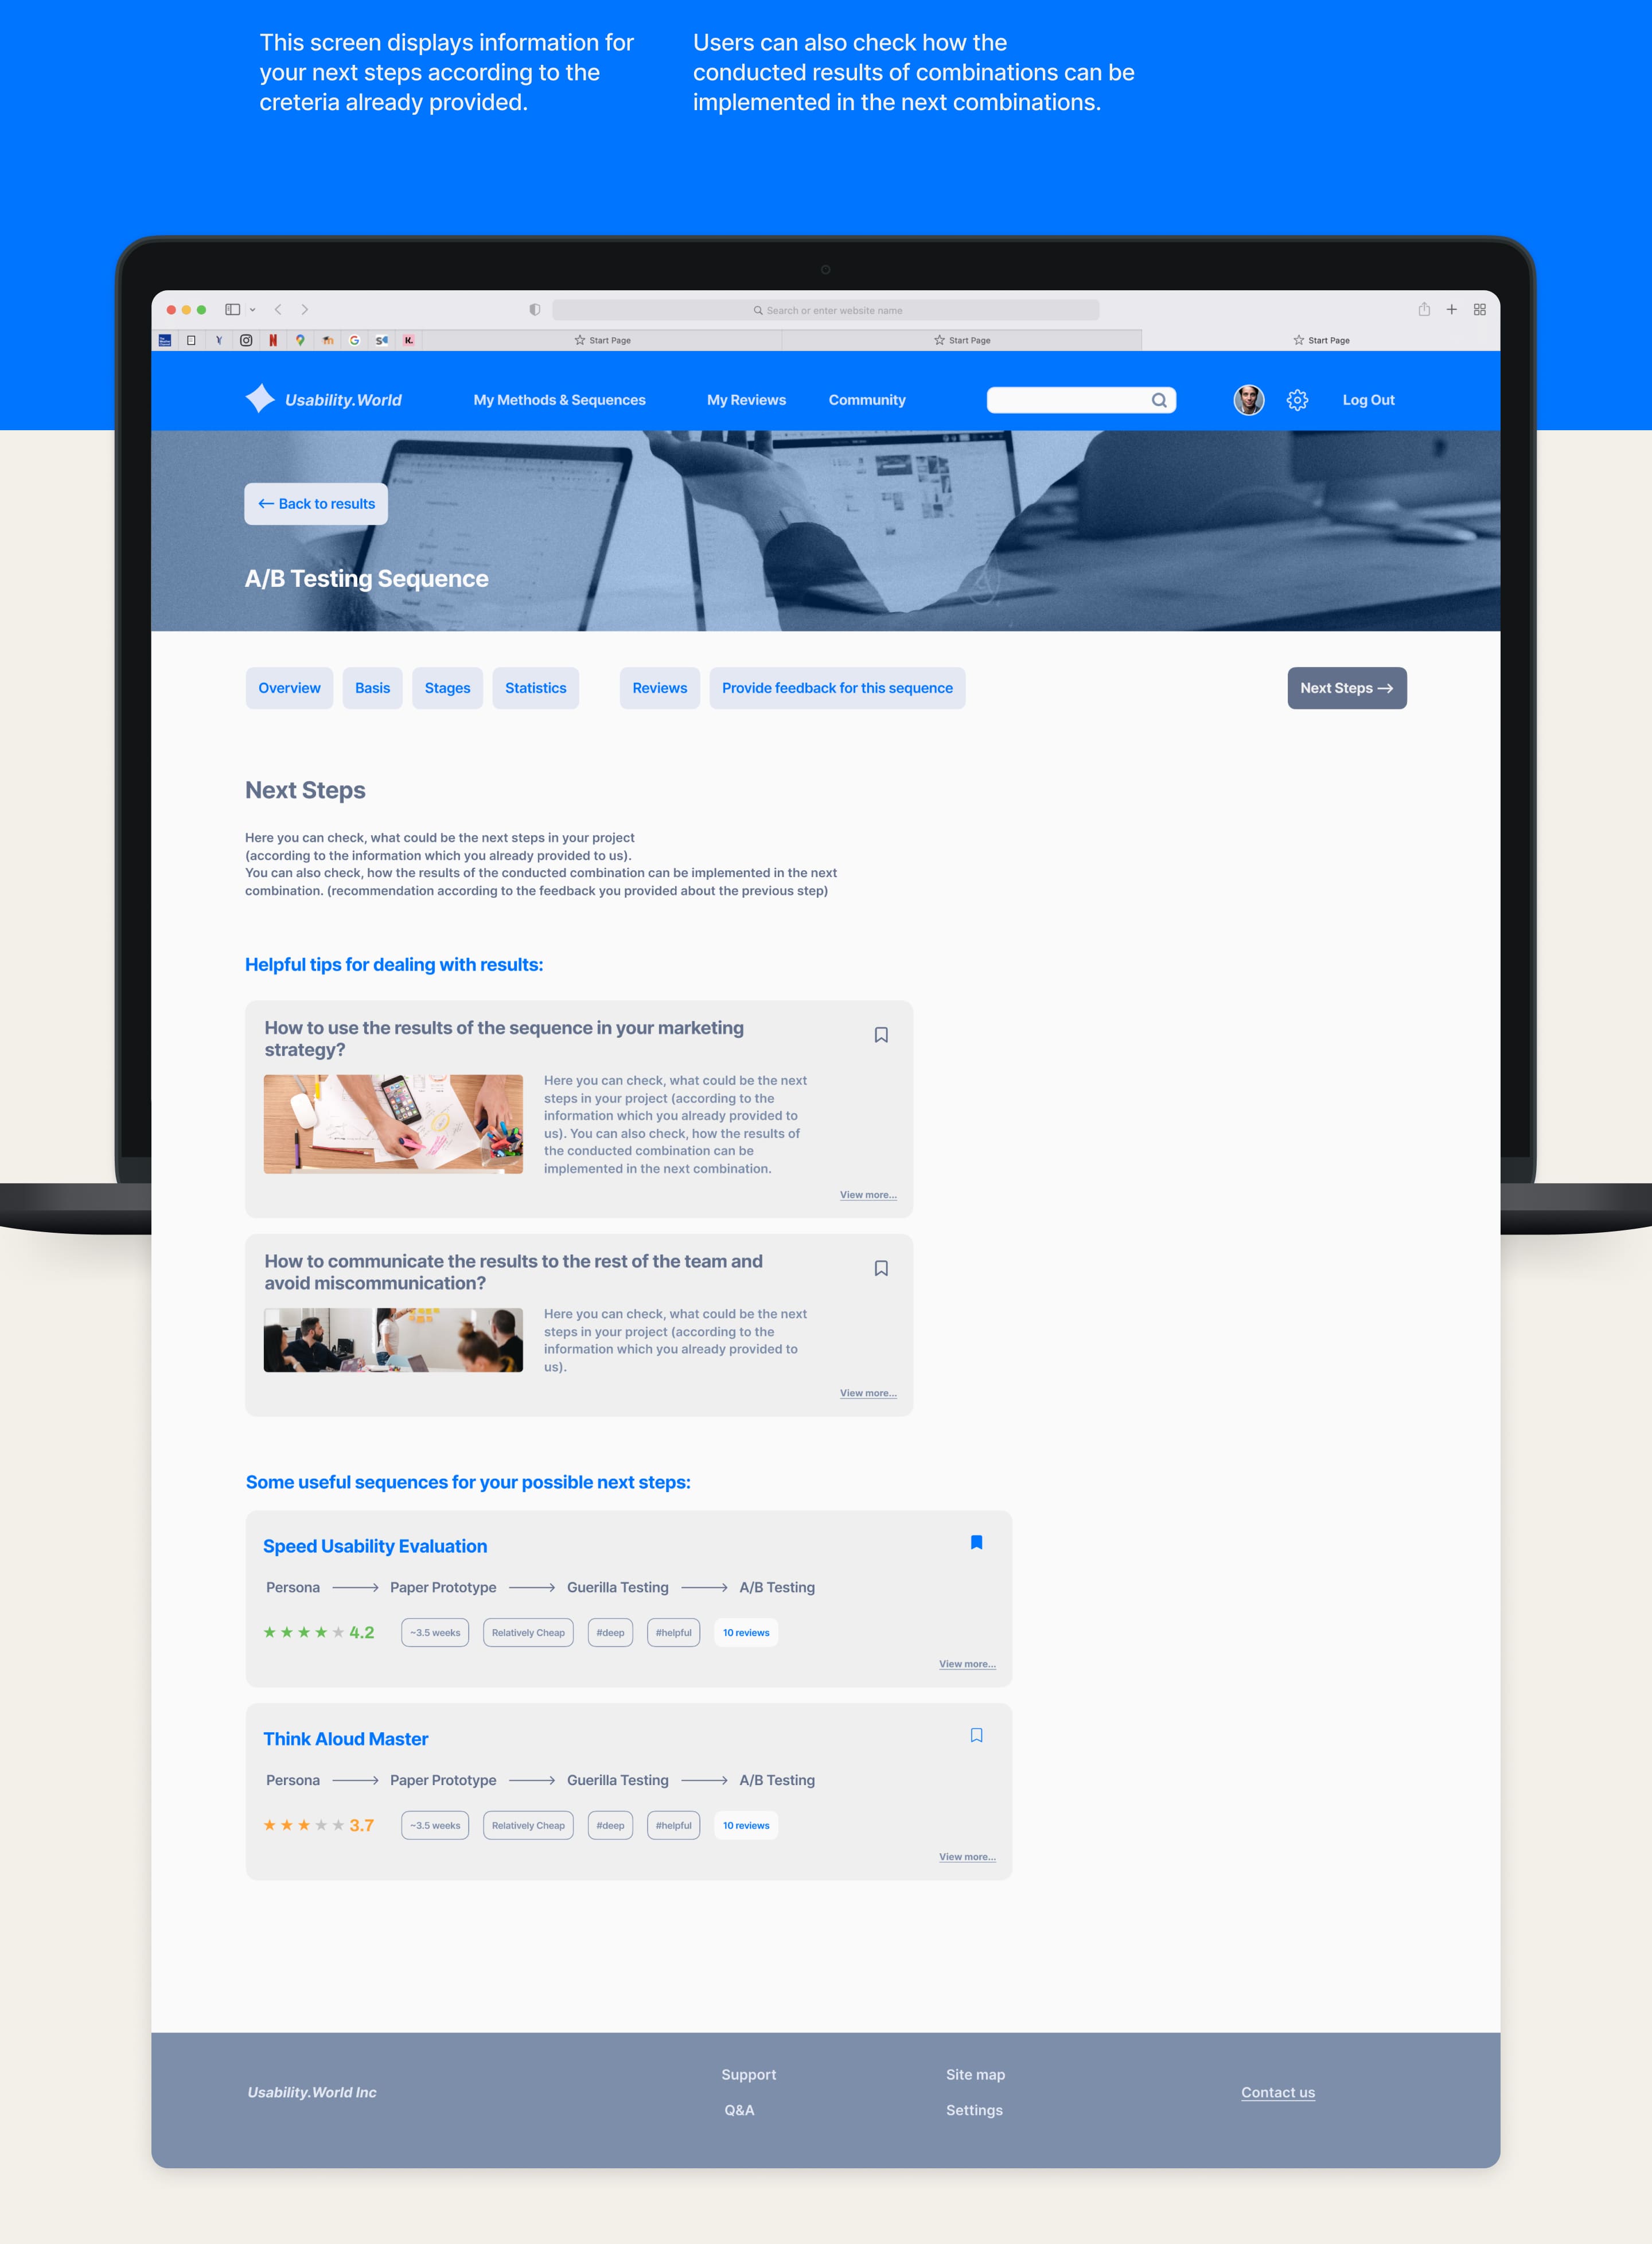 This screen displays information for
your next steps according to the
creteria already provided.
Users can also check how the
conducted results of combinations can be
implemented in the next combinations.
Search or enter website name
Start Page
Start Page
Start Page
Usability.World
My Methods & Sequences
My Reviews
Community
Log Out
← Back to results
A/B Testing Sequence
Overview
Basis
Stages
Statistics
Reviews
Provide feedback for this sequence
Next Steps →
Next Steps
Here you can check, what could be the next steps in your project
(according to the information which you already provided to us).
You can also check, how the results of the conducted combination can be implemented in the next
combination. (recommendation according to the feedback you provided about the previous step)
Helpful tips for dealing with results:
How to use the results of the sequence in your marketing
strategy?
Here you can check, what could be the next
steps in your project (according to the
information which you already provided to
us). You can also check, how the results of
the conducted combination can be
implemented in the next combination.
View more...
How to communicate the results to the rest of the team and
avoid miscommunication?
Here you can check, what could be the next
steps in your project (according to the
information which you already provided to
us).
View more...
Some useful sequences for your possible next steps:
Speed Usability Evaluation
Persona → Paper Prototype → Guerilla Testing → A/B Testing
4.2
~3.5 weeks
Relatively Cheap
#deep
#helpful
10 reviews
View more...
Think Aloud Master
Persona → Paper Prototype → Guerilla Testing → A/B Testing
3.7
~3.5 weeks
Relatively Cheap
#deep
#helpful
10 reviews
View more...
Usability.World Inc
Support
Q&A
Site map
Settings
Contact us